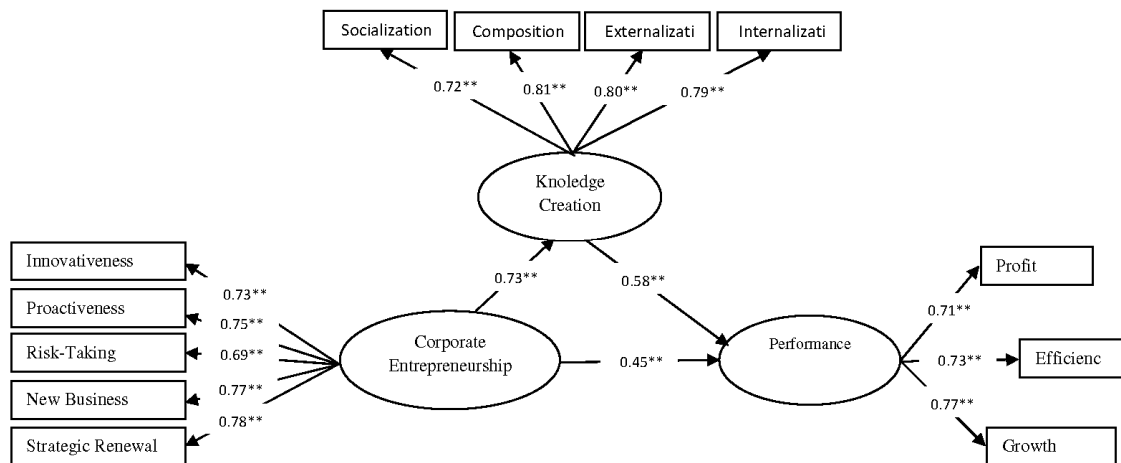 Socialization
Composition
Externalizati
Internalizati
0.72**
0.81**
0.80**
0.79**
Knoledge
Creation
Innovativeness
Proactiveness
Risk-Taking
New Business
Strategic Renewal
0.73**
0.75**
0.69**
0.77**
0.78**
Corporate
Entrepreneurship
0.73**
0.58**
0.45**
Performance
0.71**
0.73**
0.77**
Profit
Efficienc
Growth